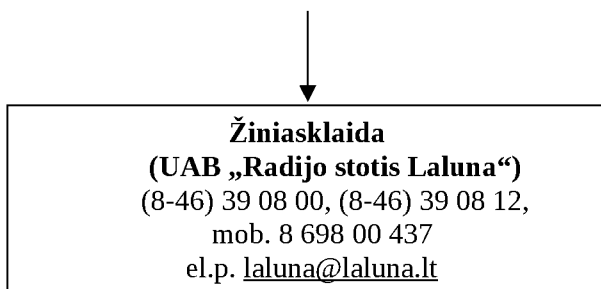 Žiniasklaida
(UAB „Radijo stotis Laluna“)
(8-46) 39 08 00, (8-46) 39 08 12,
mob. 8 698 00 437
el.p. laluna@laluna.lt